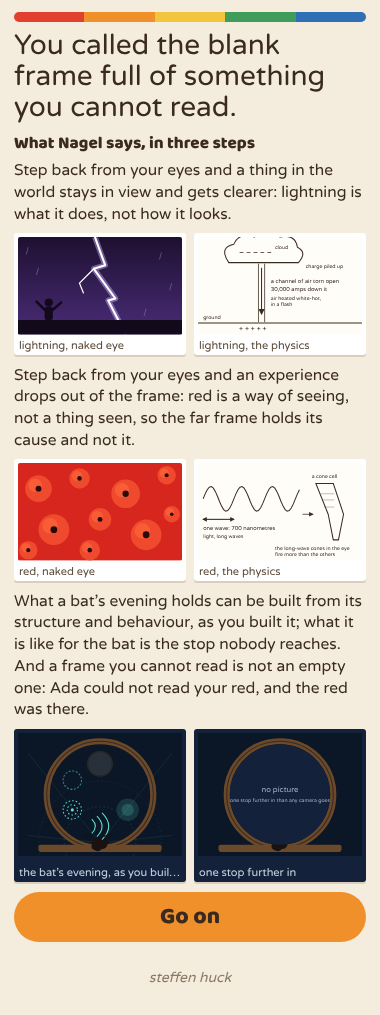 You called the blank
frame full of something
you cannot read.
What Nagel says, in three steps
Step back from your eyes and a thing in the
world stays in view and gets clearer: lightning is
what it does, not how it looks.
cloud
charge piled up
a channel of air torn open
30,000 amps down it
air heated white-hot,
in a flash
ground
+ + + + +
lightning, naked eye
lightning, the physics
Step back from your eyes and an experience
drops out of the frame: red is a way of seeing,
not a thing seen, so the far frame holds its
cause and not it.
a cone cell
one wave: 700 nanometres
light, long waves
the long-wave cones in the eye
fire more than the others
red, naked eye
red, the physics
What a bat’s evening holds can be built from its
structure and behaviour, as you built it; what it
is like for the bat is the stop nobody reaches.
And a frame you cannot read is not an empty
one: Ada could not read your red, and the red
was there.
no picture
one stop further in than any camera goes
the bat’s evening, as you buil…
one stop further in
Go on
steffen huck